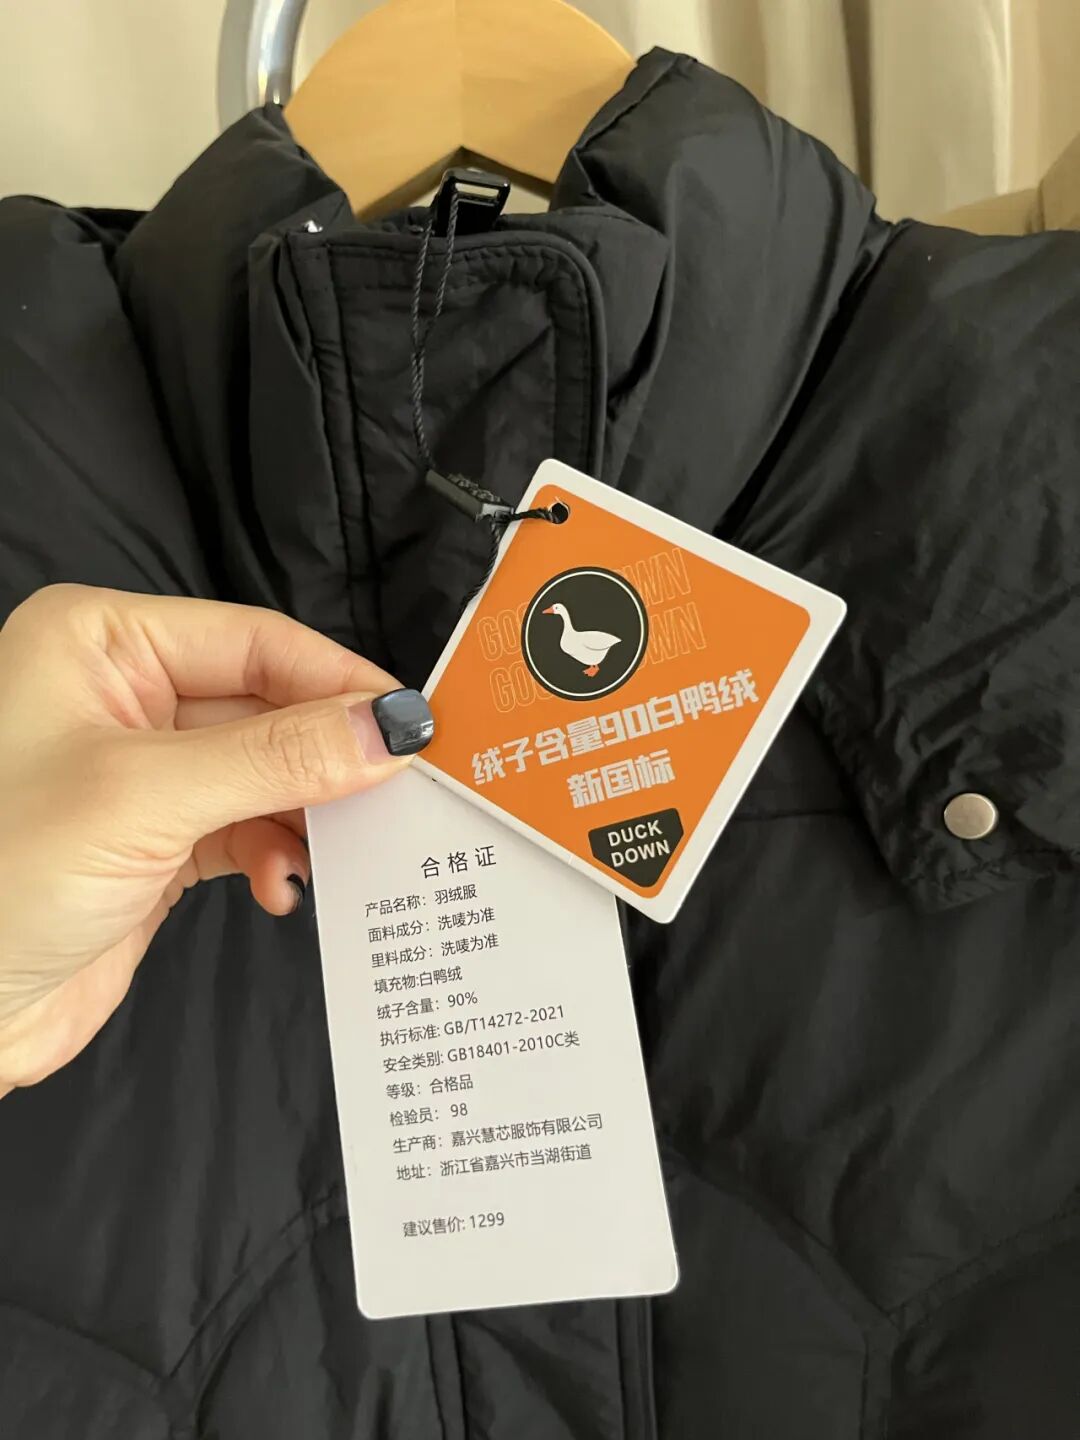 GOO WN
GOO WN
绒子含量90白鸭绒
新国标
DUCK
DOWN
合格证
产品名称：羽绒服
面料成分：洗唛为准
里料成分：洗唛为准
填充物:白鸭绒
绒子含量：90%
执行标准: GB/T14272-2021
安全类别: GB18401-2010C类
等级：合格品
检验员：98
生产商：嘉兴慧芯服饰有限公司
地址：浙江省嘉兴市当湖街道
建议售价: 1299